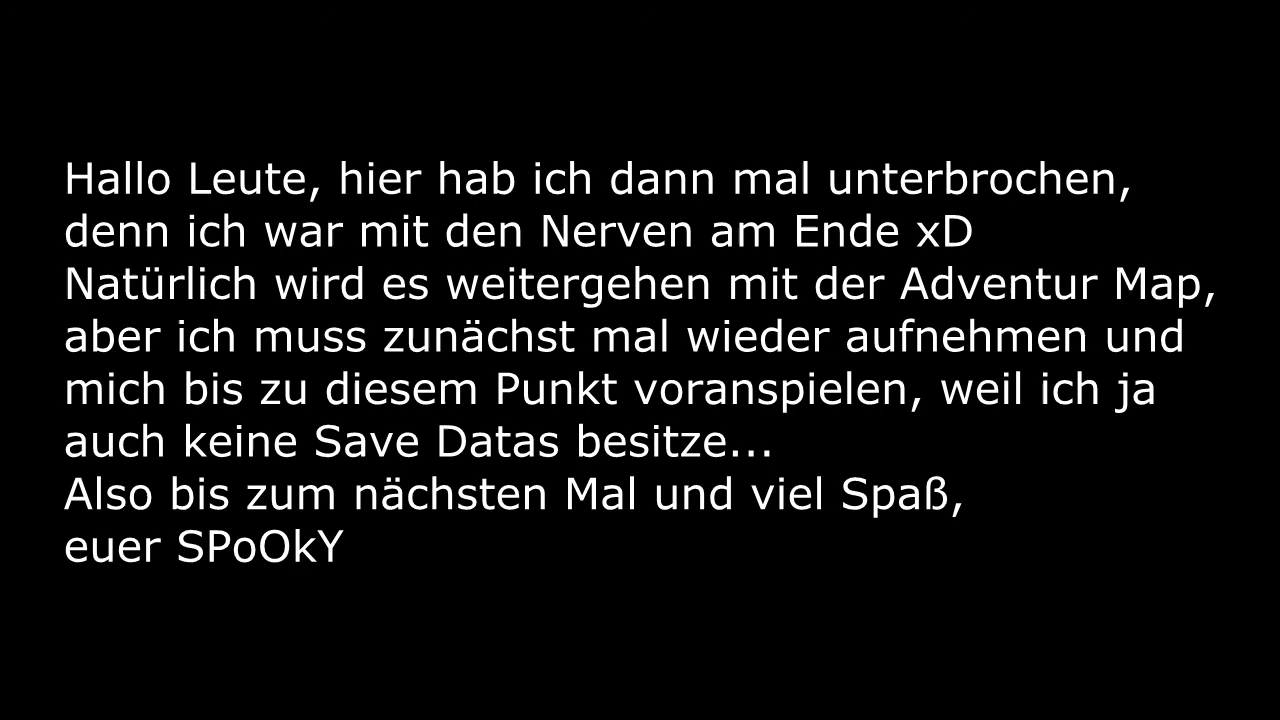 Hallo Leute, hier hab ich dann mal unterbrochen,
denn ich war mit den Nerven am Ende xD
Natürlich wird es weitergehen mit der Adventur Map,
aber ich muss zunächst mal wieder aufnehmen und
mich bis zu diesem Punkt voranspielen, weil ich ja
auch keine Save Datas besitze...
Also bis zum nächsten Mal und viel Spaß,
euer SPoOkY